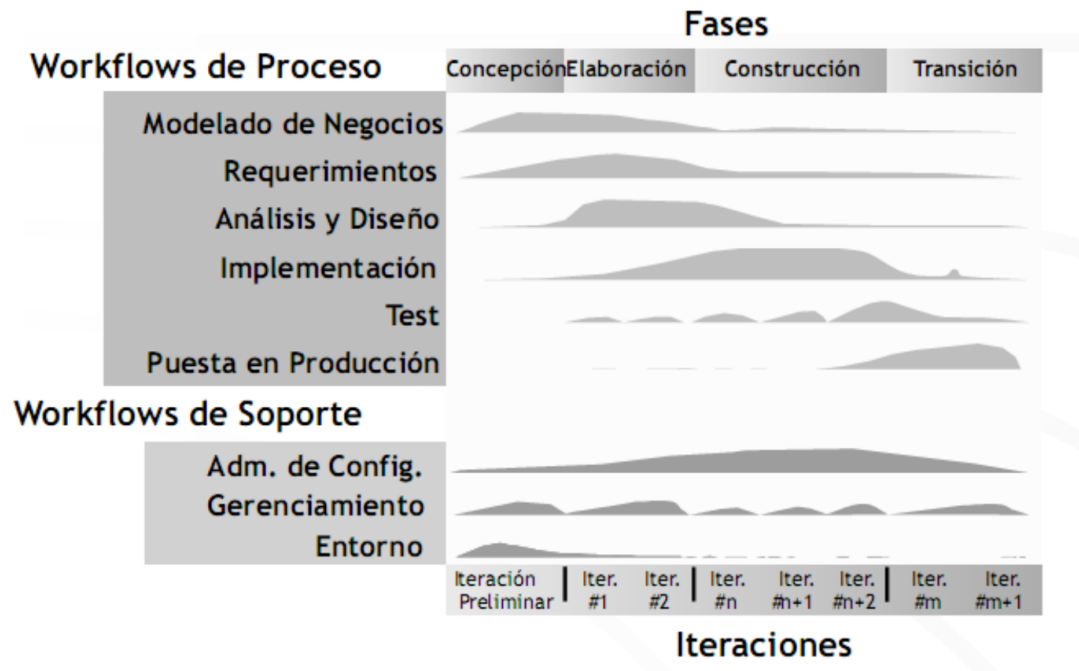 Fases
Workflows de Proceso
Concepción Elaboración Construcción Transición
Modelado de Negocios
Requerimientos
Análisis y Diseño
Implementación
Test
Puesta en Producción
Workflows de Soporte
Adm. de Config.
Gerenciamiento
Entorno
Iteración Iter. Iter. Iter. Iter. Iter. Iter. Iter.
Preliminar #1 #2 #n #n+1 #n+2 #m #m+1
Iteraciones